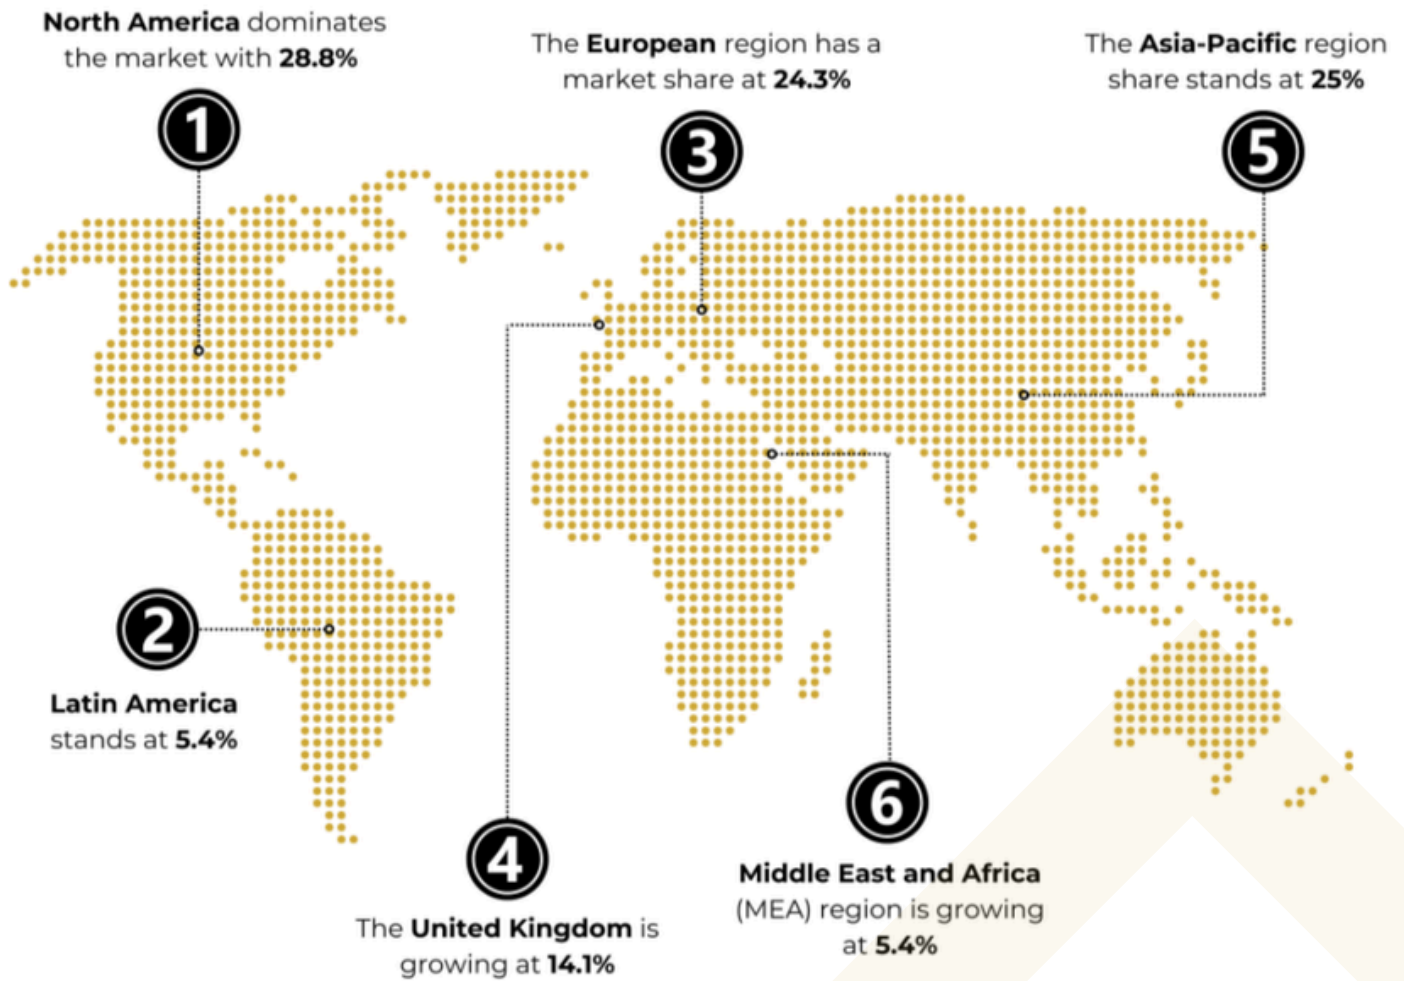 North America dominates
the market with 28.8%
1
The European region has a
market share at 24.3%
3
The Asia-Pacific region
share stands at 25%
5
2
Latin America
stands at 5.4%
4
The United Kingdom is
growing at 14.1%
6
Middle East and Africa
(MEA) region is growing
at 5.4%